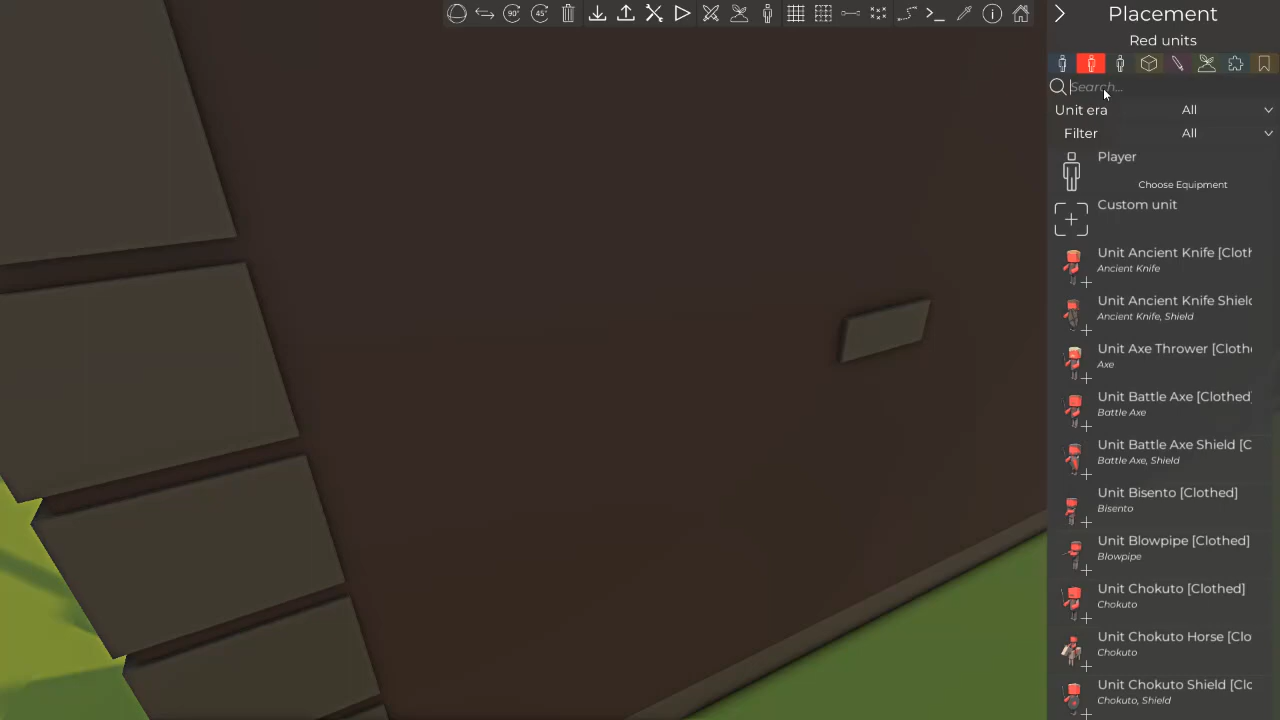 90° 45°
Placement
Red units
Search...
Unit era All
Filter All
Player
Choose Equipment
Custom unit
Unit Ancient Knife [Cloth
Ancient Knife
Unit Ancient Knife Shield
Ancient Knife, Shield
Unit Axe Thrower [Clothe
Axe
Unit Battle Axe [Clothed]
Battle Axe
Unit Battle Axe Shield [C
Battle Axe, Shield
Unit Bisento [Clothed]
Bisento
Unit Blowpipe [Clothed]
Blowpipe
Unit Chokuto [Clothed]
Chokuto
Unit Chokuto Horse [Clo
Chokuto
Unit Chokuto Shield [Clo
Chokuto, Shield